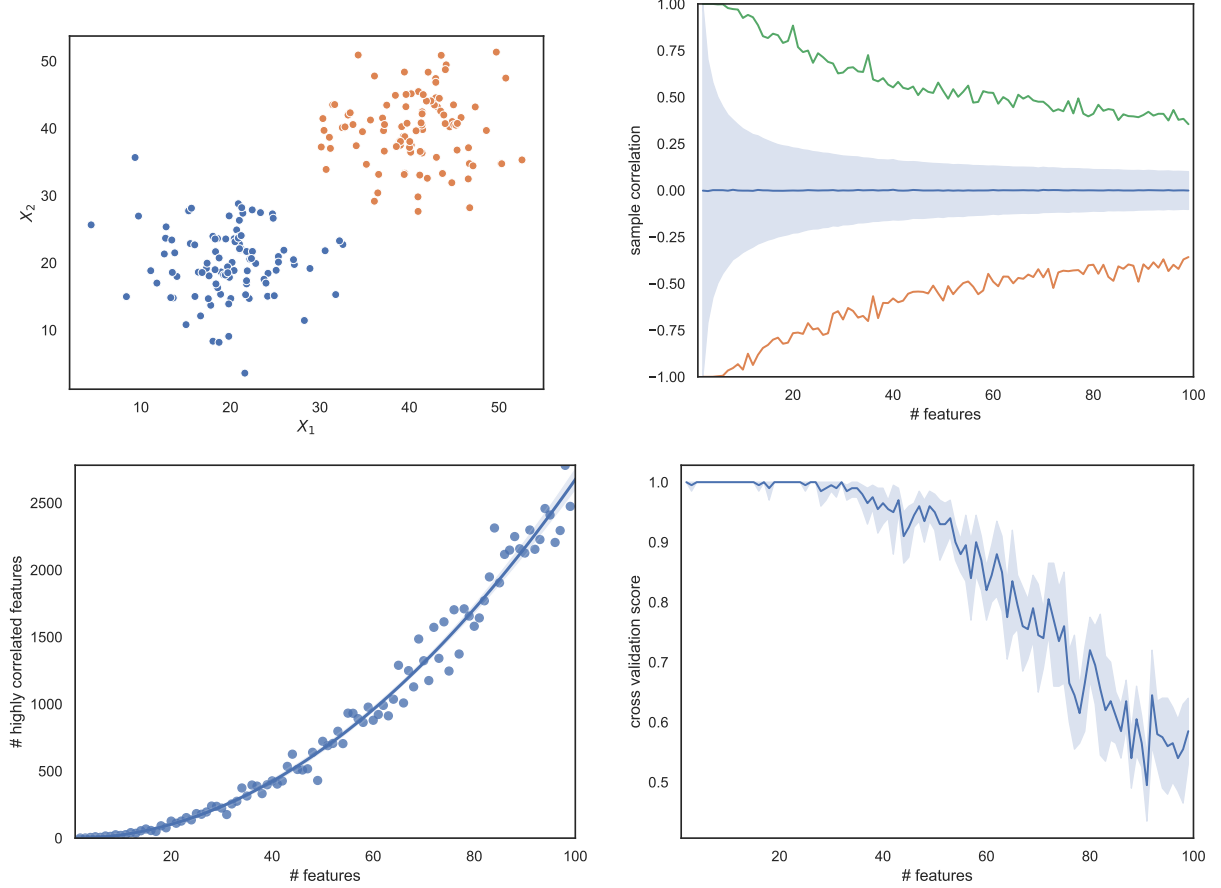 50
40
30
20
10
X₂
10 20 30 40 50
X₁
1.00
0.75
0.50
0.25
0.00
−0.25
−0.50
−0.75
−1.00
sample correlation
20 40 60 80 100
# features
2500
2000
1500
1000
500
0
# highly correlated features
20 40 60 80 100
# features
1.0
0.9
0.8
0.7
0.6
0.5
cross validation score
20 40 60 80 100
# features